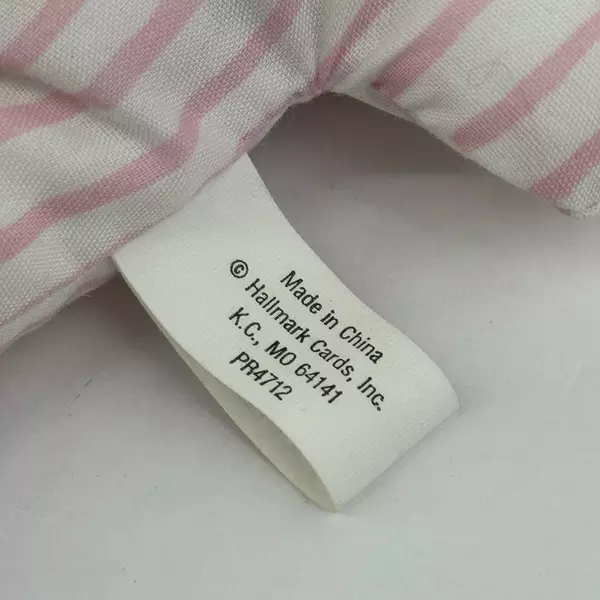 Made in China
© Hallmark Cards, Inc.
K.C., MO 64141
PR4712